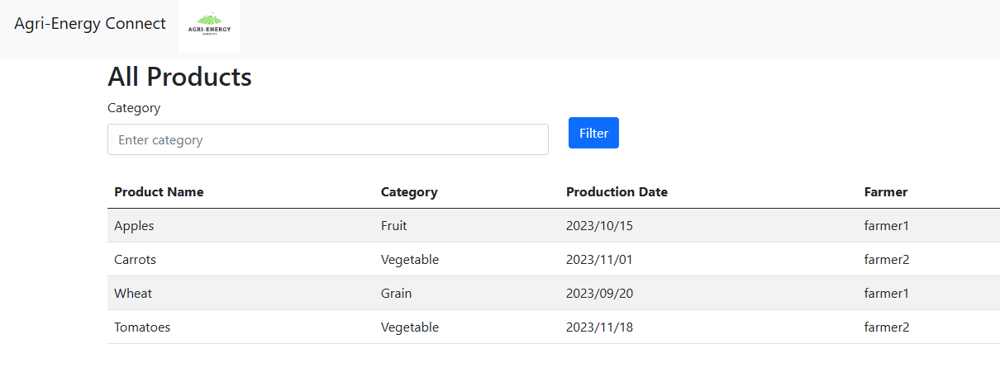 Agri-Energy Connect
AGRI-ENERGY
CONNECT
All Products
Category
Enter category
Filter
Product Name Category Production Date Farmer
Apples Fruit 2023/10/15 farmer1
Carrots Vegetable 2023/11/01 farmer2
Wheat Grain 2023/09/20 farmer1
Tomatoes Vegetable 2023/11/18 farmer2